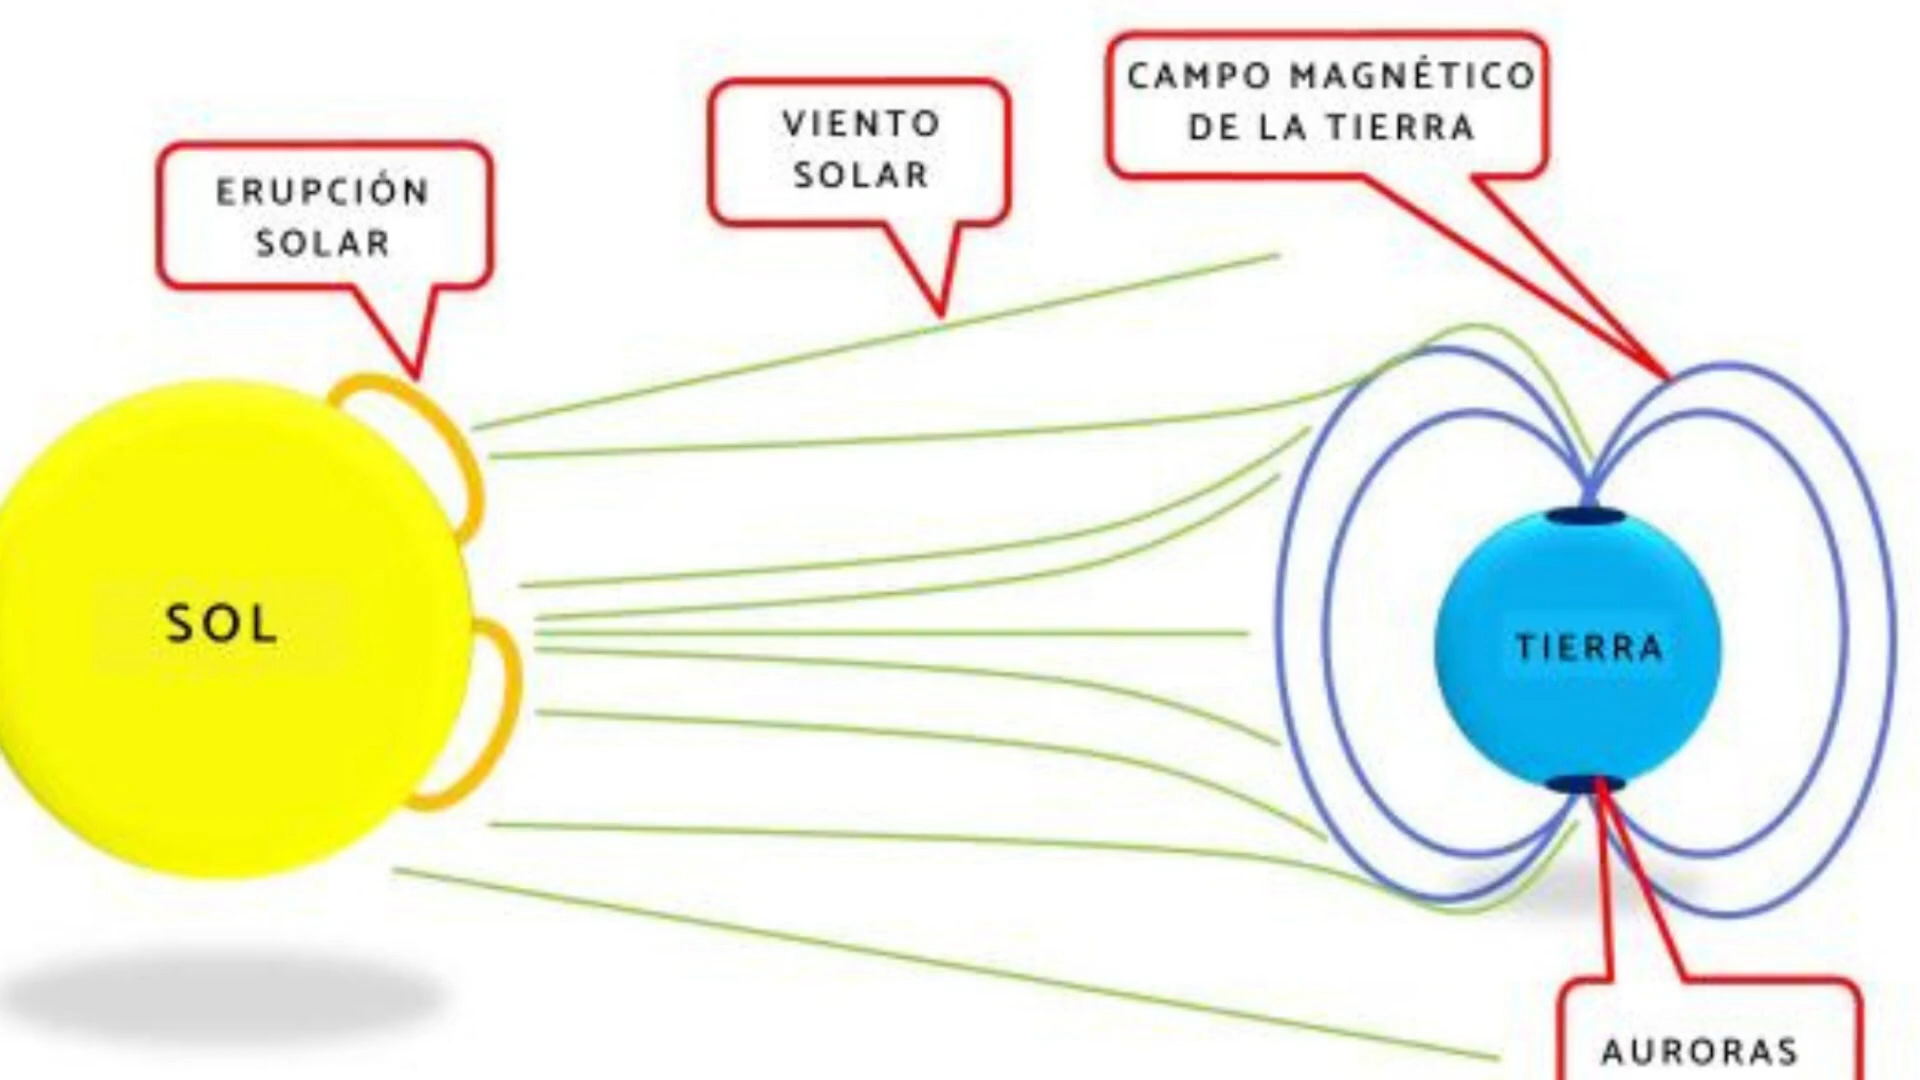 CAMPO MAGNÉTICO
DE LA TIERRA
VIENTO
SOLAR
ERUPCIÓN
SOLAR
SOL
TIERRA
AURORAS